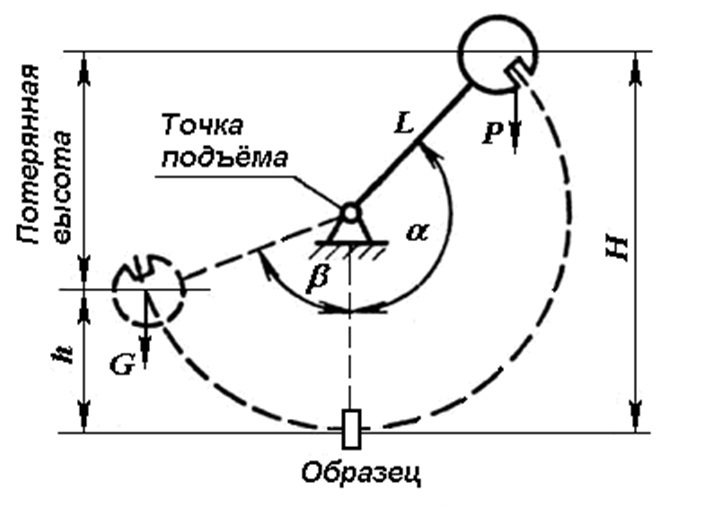 Потерянная
высота
Точка
подъёма
L
P
α
β
H
h
G
Образец